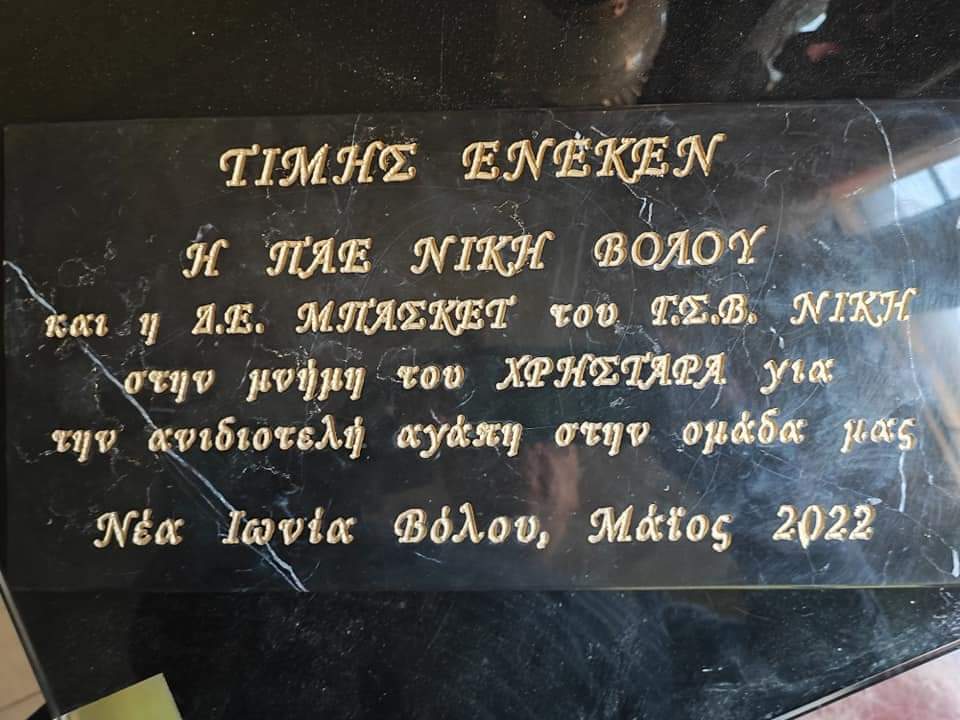 ΤΙΜΗΣ ΕΝΕΚΕΝ
Η ΠΑΕ ΝΙΚΗ ΒΟΛΟΥ
και η Δ.Ε. ΜΠΑΣΚΕΤ του Γ.Σ.Β. ΝΙΚΗ
στην μνήμη του ΧΡΗΣΤΑΡΑ για
την ανιδιοτελή αγάπη στην ομάδα μας
Νέα Ιωνία Βόλου, Μάϊος 2022